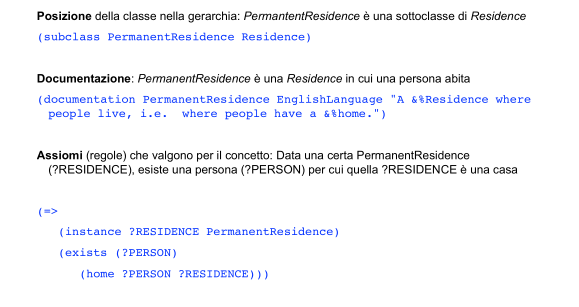 Posizione della classe nella gerarchia: PermantentResidence è una sottoclasse di Residence
(subclass PermanentResidence Residence)
Documentazione: PermanentResidence è una Residence in cui una persona abita
(documentation PermanentResidence EnglishLanguage "A &%Residence where
people live, i.e.  where people have a &%home.")
Assiomi (regole) che valgono per il concetto: Data una certa PermanentResidence
(?RESIDENCE), esiste una persona (?PERSON) per cui quella ?RESIDENCE è una casa
(=>
(instance ?RESIDENCE PermanentResidence)
(exists (?PERSON)
(home ?PERSON ?RESIDENCE)))